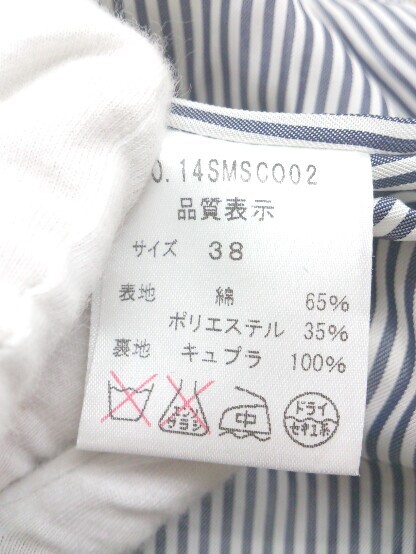 O.14SMSC002
品質表示
サイズ 38
表地 綿 65%
ポリエステル 35%
裏地 キュプラ 100%
エンソ サラシ 中 ドライ
セキユ系